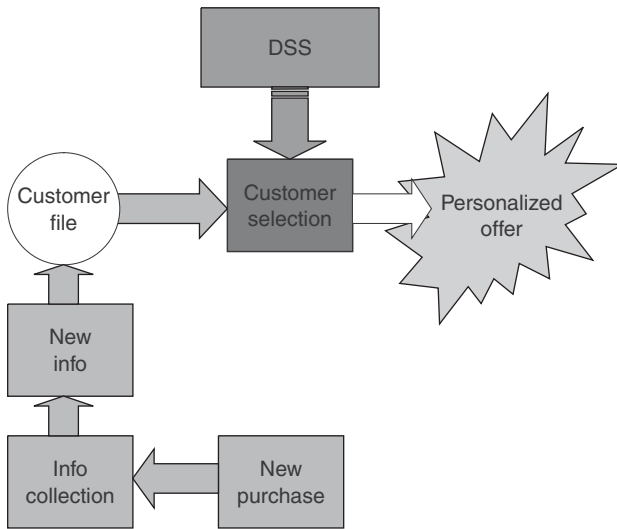 DSS
Customer
file
Customer
selection
Personalized
offer
New
info
Info
collection
New
purchase